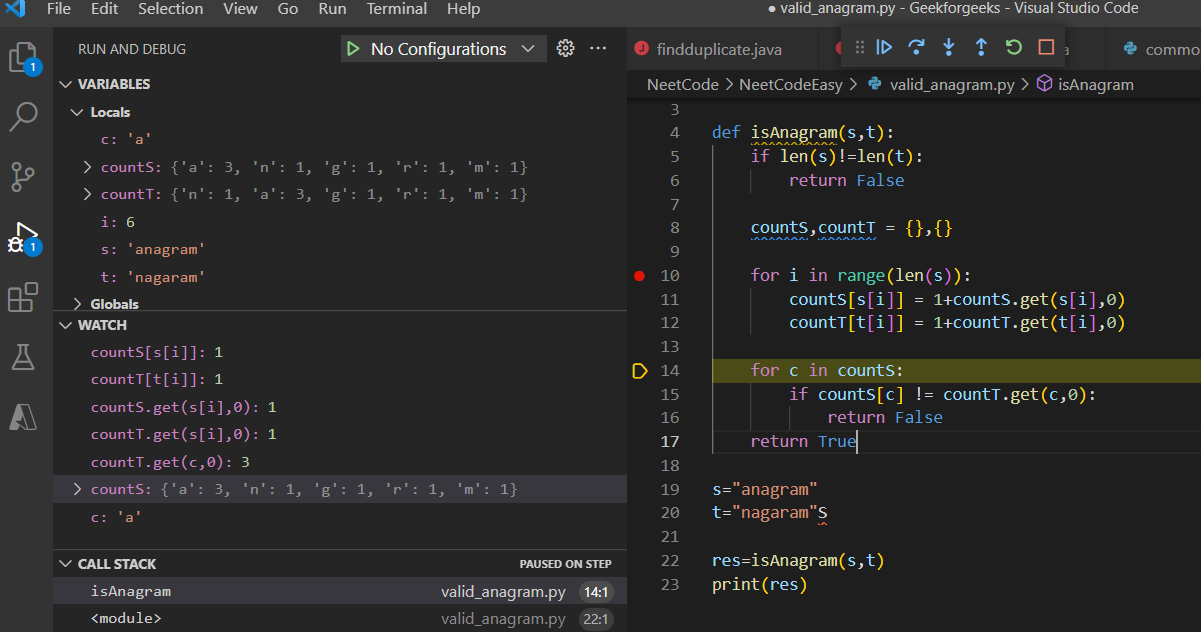 File Edit Selection View Go Run Terminal Help
● valid_anagram.py - Geekforgeeks - Visual Studio Code
1
1
RUN AND DEBUG
No Configurations
VARIABLES
Locals
c: 'a'
countS: {'a': 3, 'n': 1, 'g': 1, 'r': 1, 'm': 1}
countT: {'n': 1, 'a': 3, 'g': 1, 'r': 1, 'm': 1}
i: 6
s: 'anagram'
t: 'nagaram'
Globals
WATCH
countS[s[i]]: 1
countT[t[i]]: 1
countS.get(s[i],0): 1
countT.get(s[i],0): 1
countT.get(c,0): 3
countS: {'a': 3, 'n': 1, 'g': 1, 'r': 1, 'm': 1}
c: 'a'
CALL STACK PAUSED ON STEP
isAnagram valid_anagram.py 14:1
<module> valid_anagram.py 22:1
findduplicate.java a commo
NeetCode > NeetCodeEasy > valid_anagram.py > isAnagram
3
4 def isAnagram(s,t):
5 if len(s)!=len(t):
6 return False
7
8 countS,countT = {},{}
9
10 for i in range(len(s)):
11 countS[s[i]] = 1+countS.get(s[i],0)
12 countT[t[i]] = 1+countT.get(t[i],0)
13
14 for c in countS:
15 if countS[c] != countT.get(c,0):
16 return False
17 return True
18
19 s="anagram"
20 t="nagaram"S
21
22 res=isAnagram(s,t)
23 print(res)